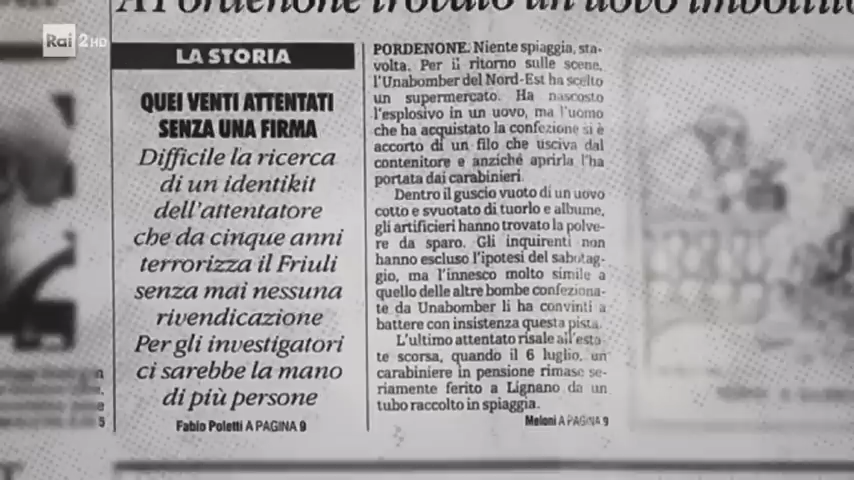 A Pordenone trovato un uovo imbottito
Rai 2HD
LA STORIA
QUEI VENTI ATTENTATI
SENZA UNA FIRMA
Difficile la ricerca
di un identikit
dell'attentatore
che da cinque anni
terrorizza il Friuli
senza mai nessuna
rivendicazione
Per gli investigatori
ci sarebbe la mano
di più persone
Fabio Poletti A PAGINA 9
PORDENONE. Niente spiaggia, sta-
volta. Per il ritorno sulle scene,
l'Unabomber del Nord-Est ha scelto
un supermercato. Ha nascosto
l'esplosivo in un uovo, ma l'uomo
che ha acquistato la confezione si è
accorto di un filo che usciva dal
contenitore e anziché aprirla l'ha
portata dai carabinieri.
Dentro il guscio vuoto di un uovo
cotto e svuotato di tuorlo e albume,
gli artificieri hanno trovato la polve-
re da sparo. Gli inquirenti non
hanno escluso l'ipotesi del sabotag-
gio, ma l'innesco molto simile a
quello delle altre bombe confeziona-
te da Unabomber li ha convinti a
battere con insistenza questa pista.
L'ultimo attentato risale all'esta-
te scorsa, quando il 6 luglio, un
carabiniere in pensione rimase se-
riamente ferito a Lignano da un
tubo raccolto in spiaggia.
Meloni A PAGINA 9